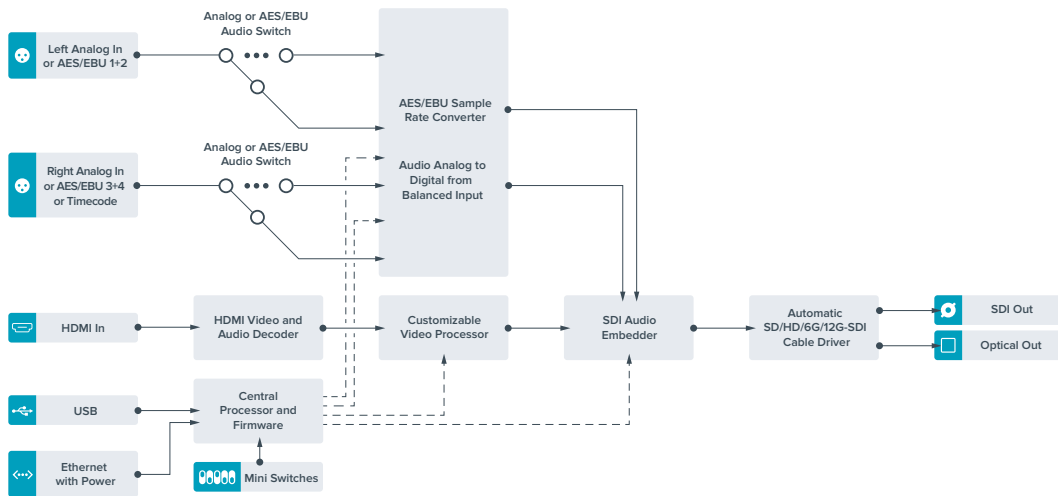 Analog or AES/EBU
Audio Switch
Left Analog In
or AES/EBU 1+2
AES/EBU Sample
Rate Converter
Analog or AES/EBU
Audio Switch
Right Analog In
or AES/EBU 3+4
or Timecode
Audio Analog to
Digital from
Balanced Input
HDMI In
HDMI Video and
Audio Decoder
Customizable
Video Processor
SDI Audio
Embedder
Automatic
SD/HD/6G/12G-SDI
Cable Driver
SDI Out
Optical Out
USB
Central
Processor and
Firmware
Ethernet
with Power
Mini Switches